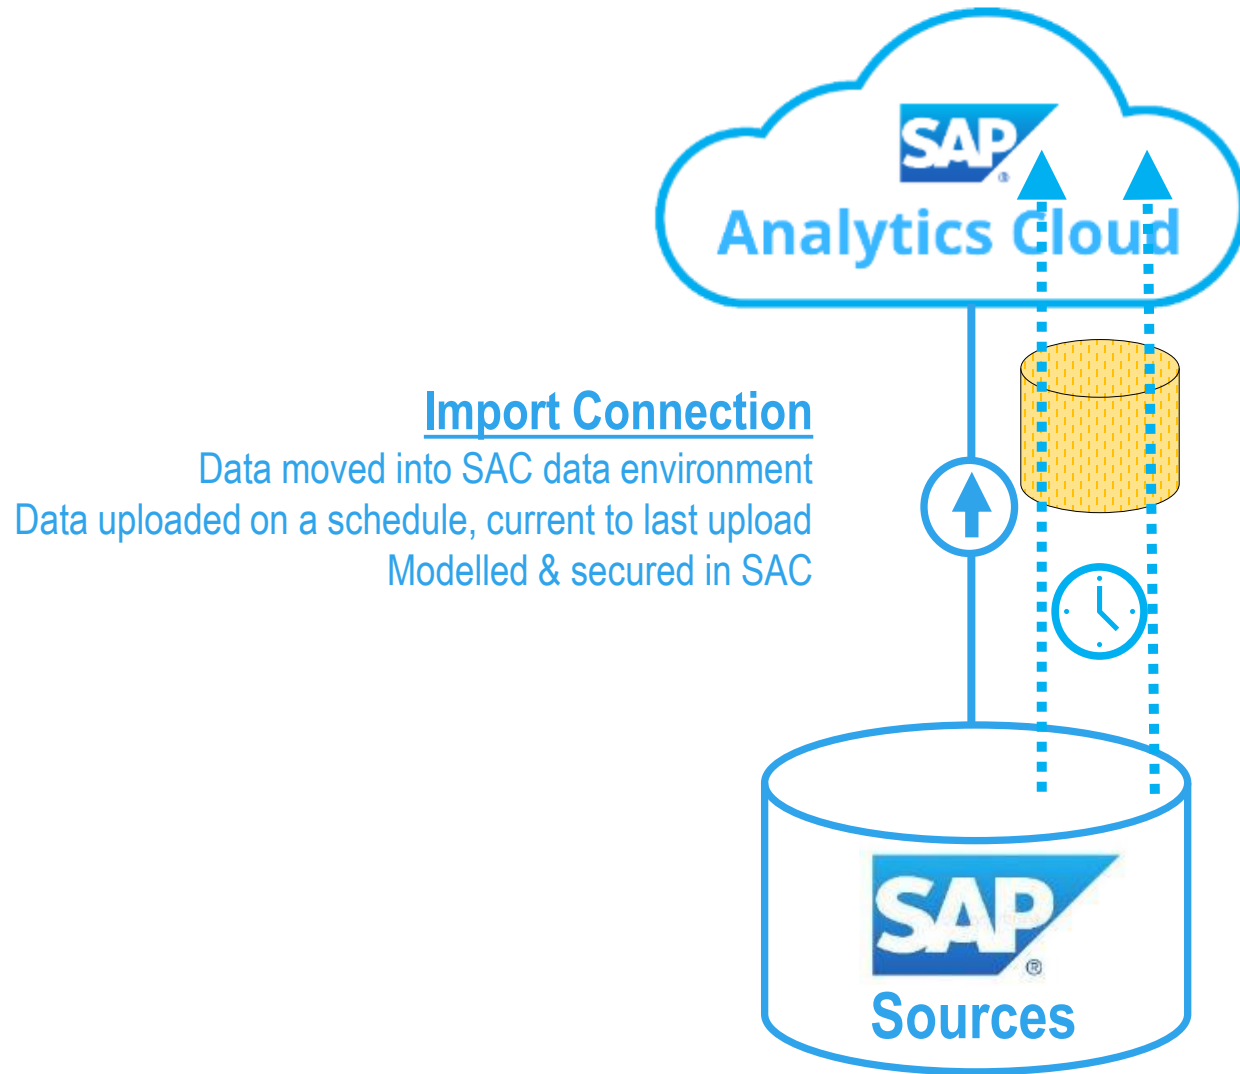 SAP
®
Analytics Cloud
Import Connection
Data moved into SAC data environment
Data uploaded on a schedule, current to last upload
Modelled & secured in SAC
SAP
®
Sources